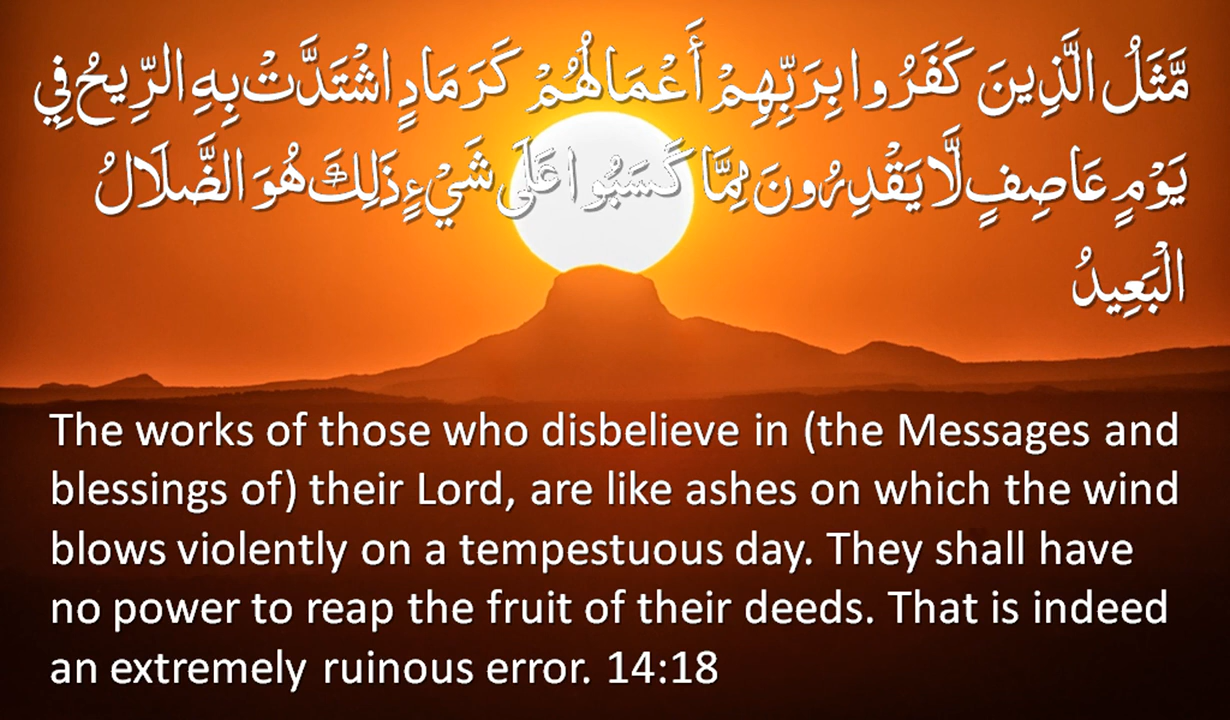 مَّثَلُ الَّذِينَ كَفَرُوا بِرَبِّهِمْ أَعْمَالُهُمْ كَرَمَادٍ اشْتَدَّتْ بِهِ الرِّيحُ فِي
يَوْمٍ عَاصِفٍ لَّا يَقْدِرُونَ مِمَّا كَسَبُوا عَلَى شَيْءٍ ذَلِكَ هُوَ الضَّلَالُ
الْبَعِيدُ
The works of those who disbelieve in (the Messages and
blessings of) their Lord, are like ashes on which the wind
blows violently on a tempestuous day. They shall have
no power to reap the fruit of their deeds. That is indeed
an extremely ruinous error. 14:18